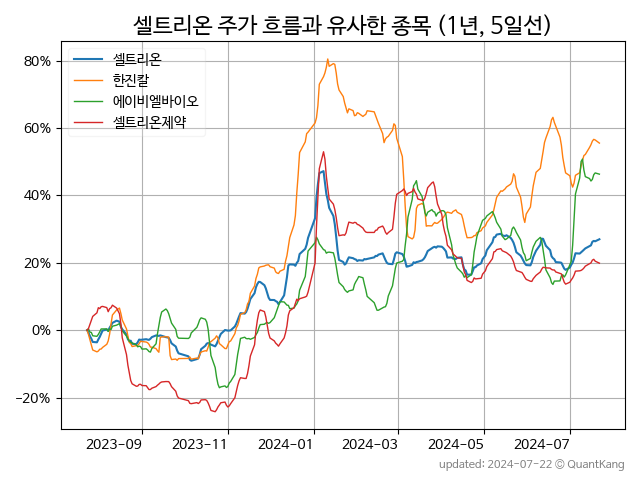 셀트리온 주가 흐름과 유사한 종목 (1년, 5일선)
80%
60%
40%
20%
0%
−20%
셀트리온
한진칼
에이비엘바이오
셀트리온제약
2023−09
2023−11
2024−01
2024−03
2024−05
2024−07
updated: 2024-07-22 © QuantKang